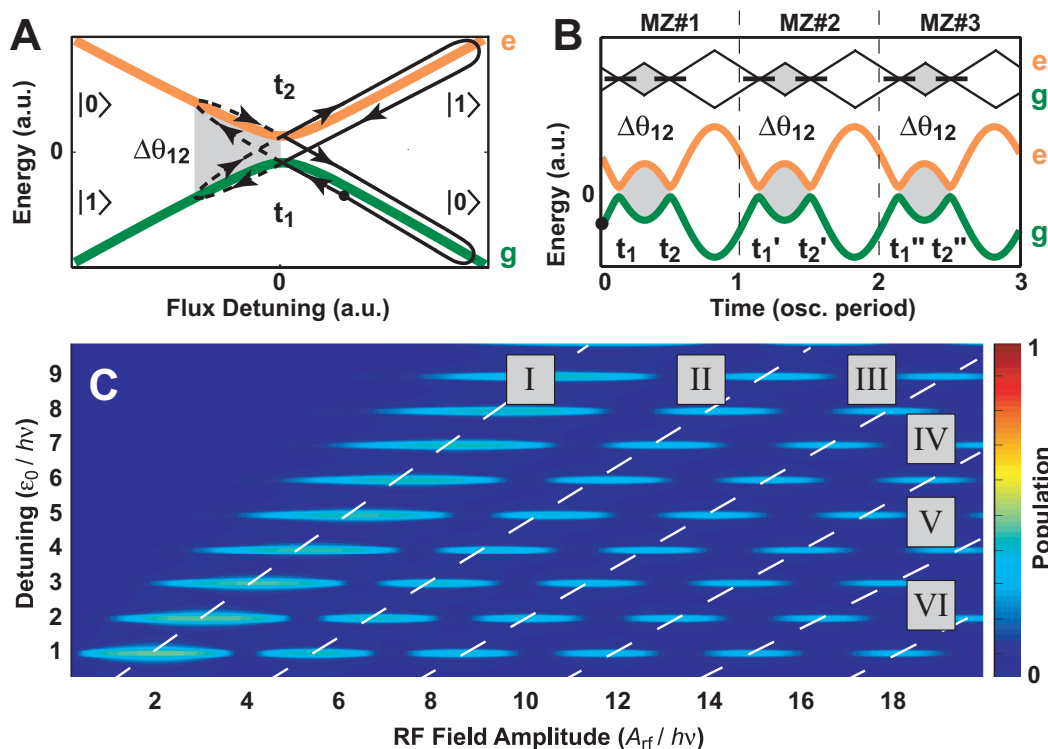 A
Energy (a.u.)
0
|0⟩
|1⟩
t2
Δθ12
t1
|1⟩
|0⟩
e
g
0
Flux Detuning (a.u.)
B
MZ#1 MZ#2 MZ#3
e
g
Δθ12 Δθ12 Δθ12
e
g
Energy (a.u.)
0
t1 t2 t1' t2' t1" t2"
0 1 2 3
Time (osc. period)
C
Detuning (ε0 / hν)
9
8
7
6
5
4
3
2
1
I II III
IV
V
VI
2 4 6 8 10 12 14 16 18
RF Field Amplitude (Arf / hν)
1
Population
0